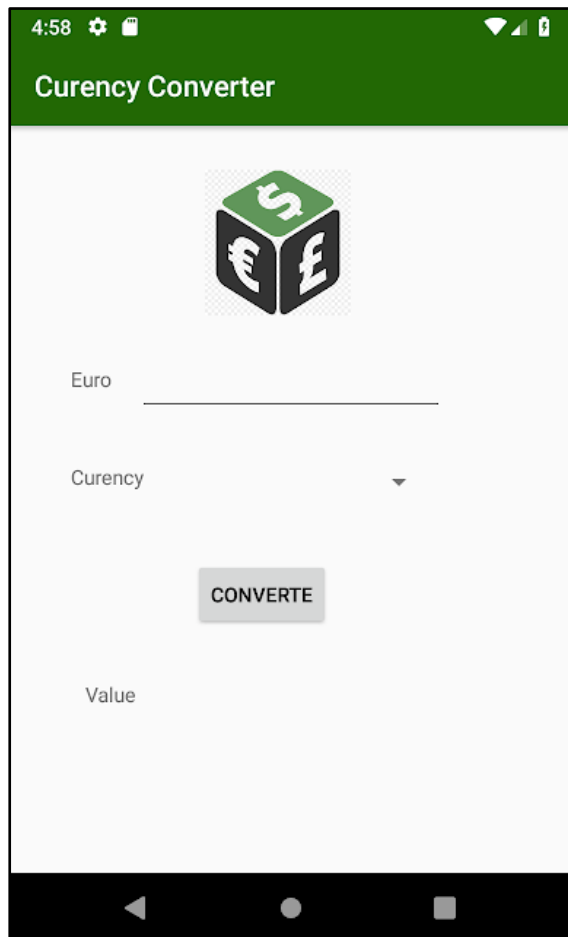 4:58
Curency Converter
$
€ £
Euro
Curency
CONVERTE
Value